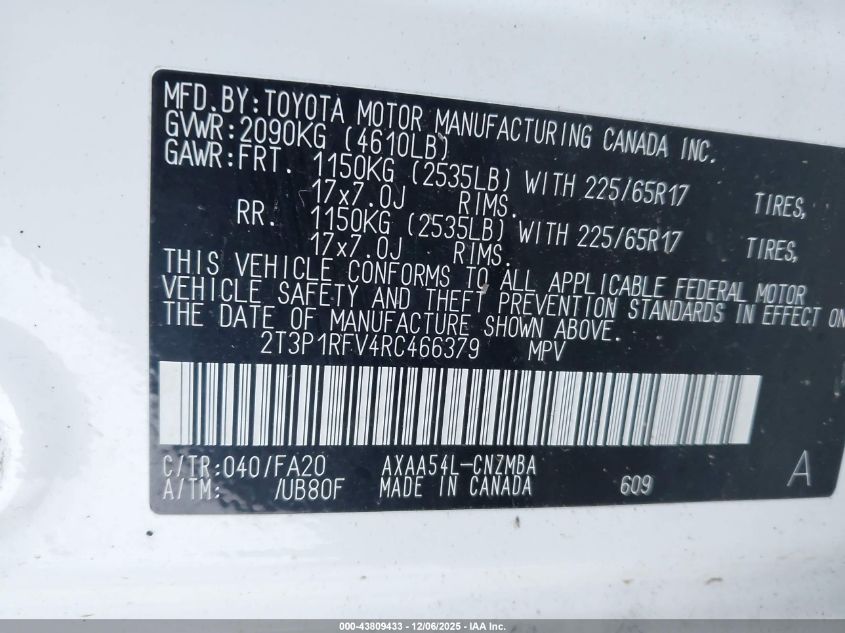 MFD.BY:TOYOTA MOTOR MANUFACTURING CANADA INC.
GVWR:2090KG (4610LB)
GAWR:FRT. 1150KG (2535LB) WITH 225/65R17 TIRES,
17x7.0J RIMS.
RR. 1150KG (2535LB) WITH 225/65R17 TIRES,
17x7.0J RIMS.
THIS VEHICLE CONFORMS TO ALL APPLICABLE FEDERAL MOTOR
VEHICLE SAFETY AND THEFT PREVENTION STANDARDS IN EFFECT ON
THE DATE OF MANUFACTURE SHOWN ABOVE.
2T3P1RFV4RC466379 MPV
C/TR:040/FA20 AXAA54L-CNZMBA
A/TM: /UB80F MADE IN CANADA 609 A
000-43809433 - 12/06/2025 - IAA Inc.